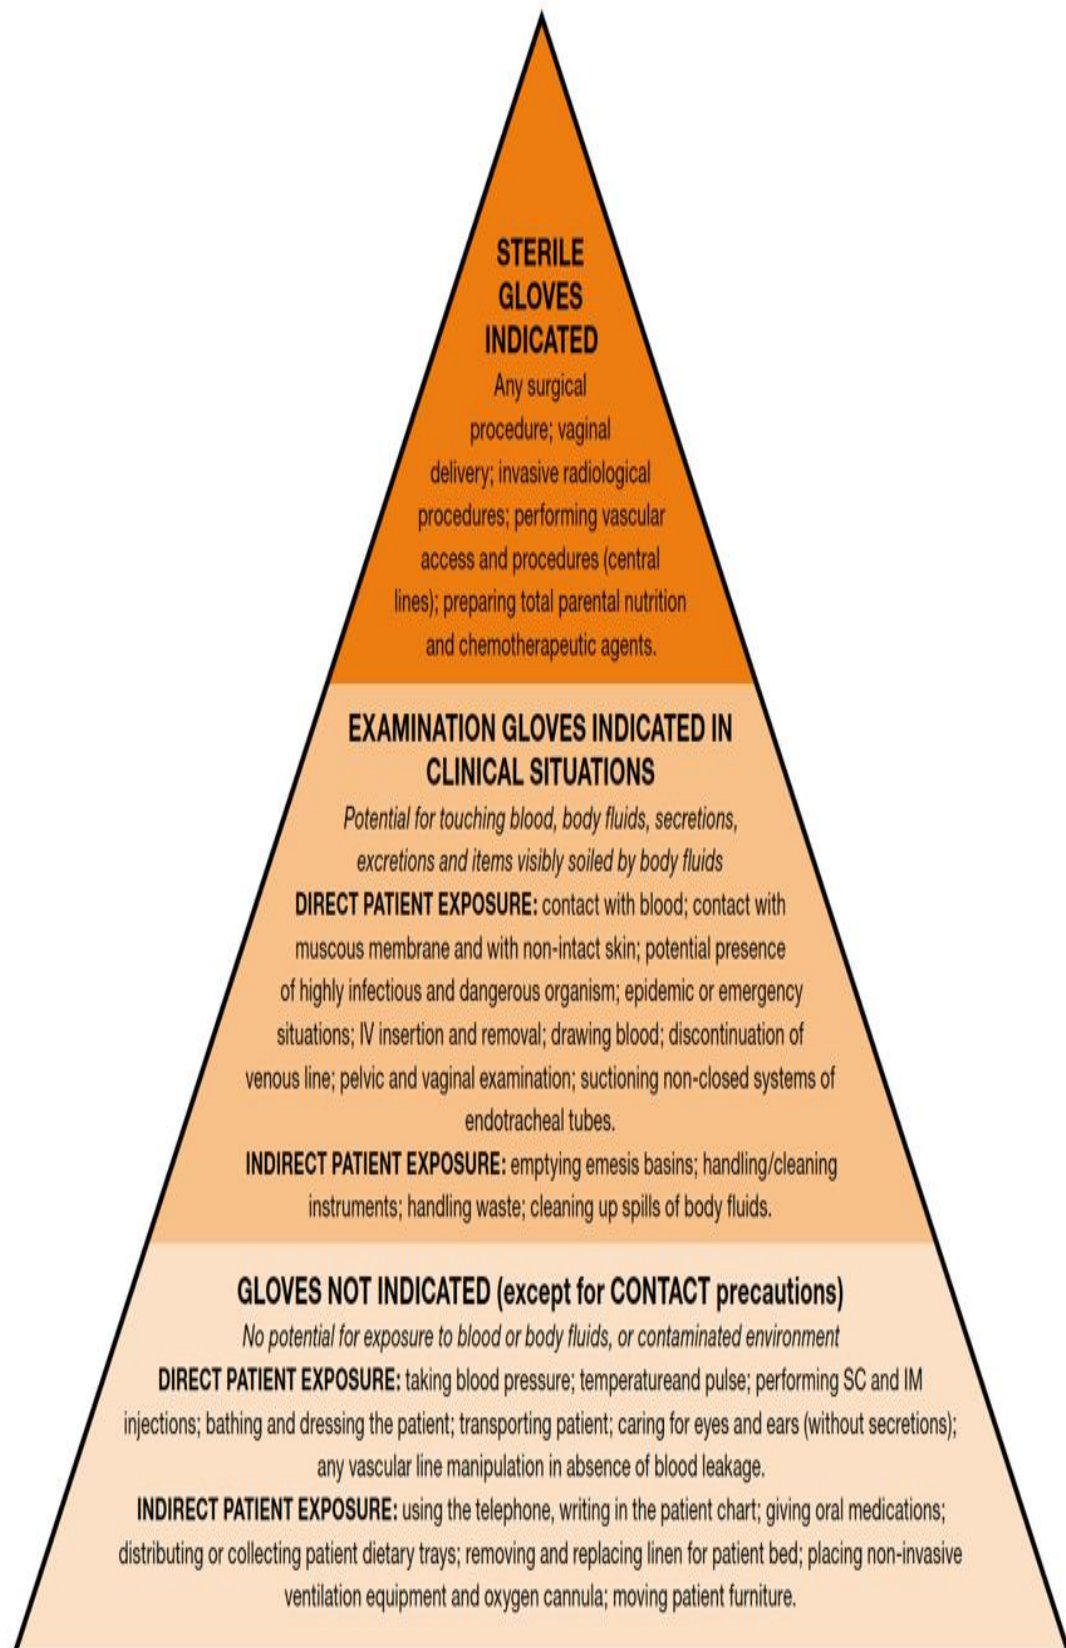 STERILE
GLOVES
INDICATED
Any surgical
procedure; vaginal
delivery; invasive radiological
procedures; performing vascular
access and procedures (central
lines); preparing total parental nutrition
and chemotherapeutic agents.
EXAMINATION GLOVES INDICATED IN
CLINICAL SITUATIONS
Potential for touching blood, body fluids, secretions,
excretions and items visibly soiled by body fluids
DIRECT PATIENT EXPOSURE: contact with blood; contact with
muscous membrane and with non-intact skin; potential presence
of highly infectious and dangerous organism; epidemic or emergency
situations; IV insertion and removal; drawing blood; discontinuation of
venous line; pelvic and vaginal examination; suctioning non-closed systems of
endotracheal tubes.
INDIRECT PATIENT EXPOSURE: emptying emesis basins; handling/cleaning
instruments; handling waste; cleaning up spills of body fluids.
GLOVES NOT INDICATED (except for CONTACT precautions)
No potential for exposure to blood or body fluids, or contaminated environment
DIRECT PATIENT EXPOSURE: taking blood pressure; temperatureand pulse; performing SC and IM
injections; bathing and dressing the patient; transporting patient; caring for eyes and ears (without secretions);
any vascular line manipulation in absence of blood leakage.
INDIRECT PATIENT EXPOSURE: using the telephone, writing in the patient chart; giving oral medications;
distributing or collecting patient dietary trays; removing and replacing linen for patient bed; placing non-invasive
ventilation equipment and oxygen cannula; moving patient furniture.